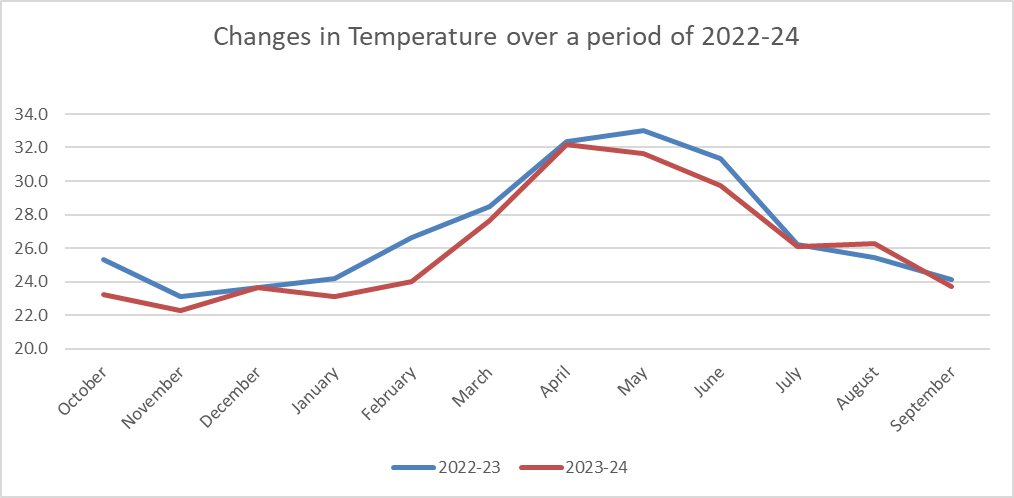 Changes in Temperature over a period of 2022-24
34.0
32.0
30.0
28.0
26.0
24.0
22.0
20.0
October
November
December
January
February
March
April
May
June
July
August
September
2022-23
2023-24